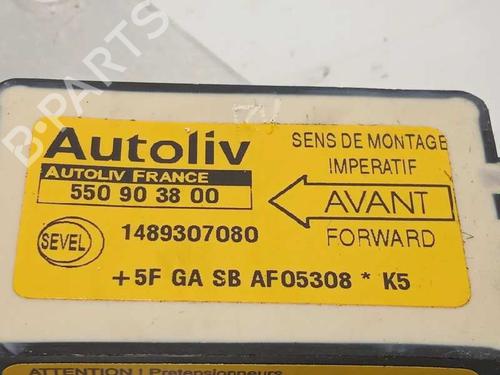 B-PARTS
Autoliv
AUTOLIV FRANCE
550 90 38 00
SENS DE MONTAGE
IMPERATIF
AVANT
FORWARD
SEVEL
1489307080
+5F GA SB AF05308 * K5
ATTENTION ! Pretensionneurs